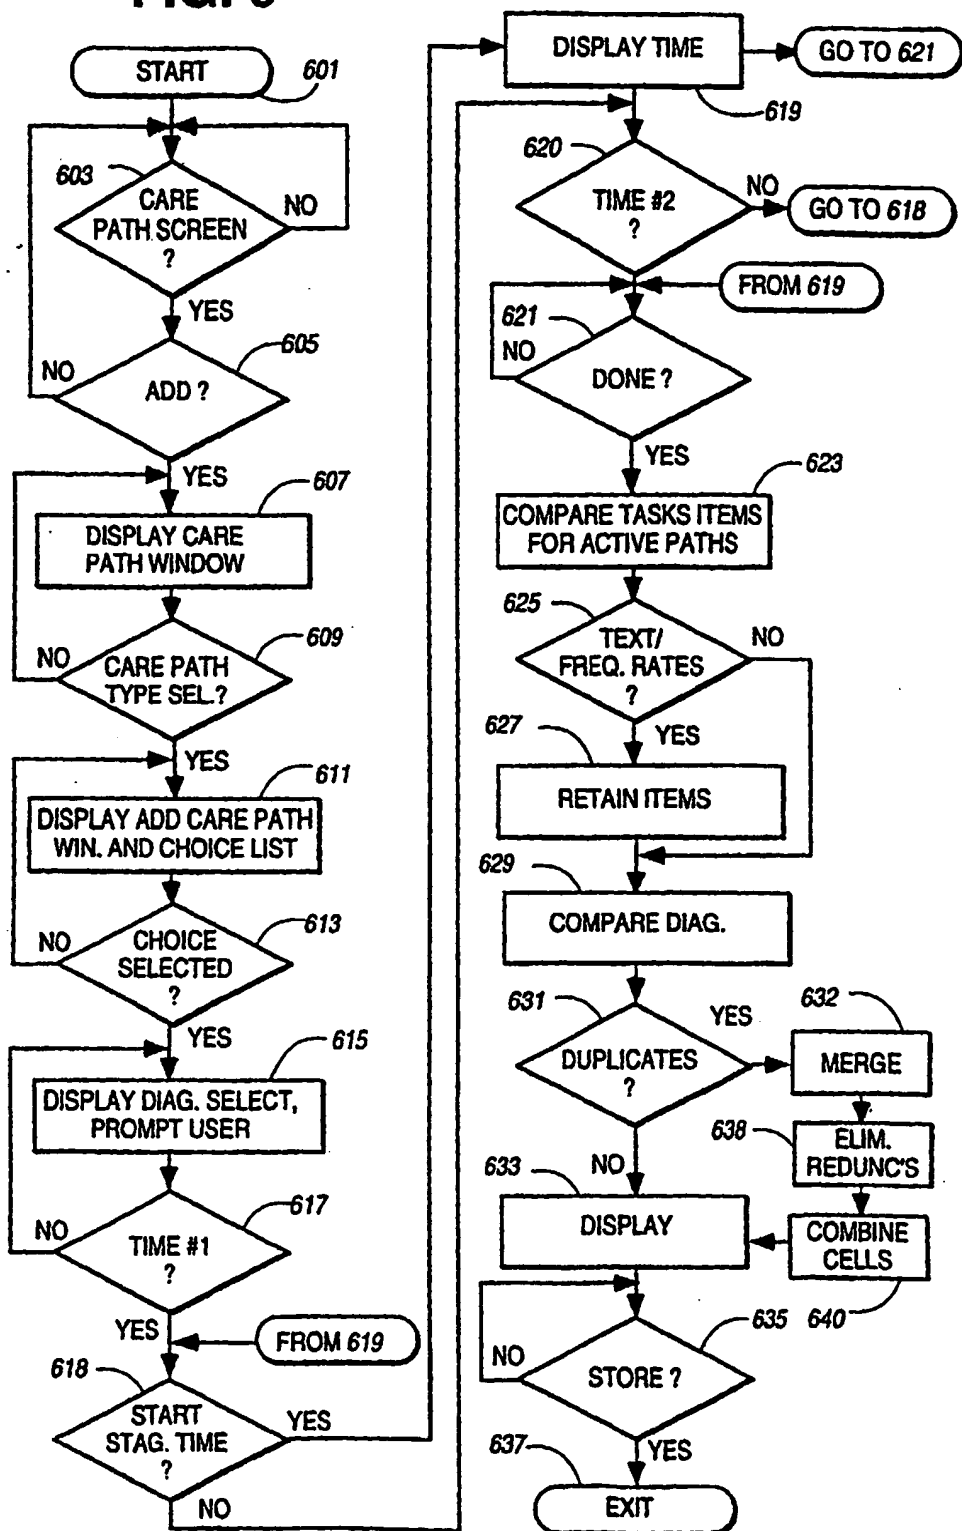 START
601
603
CARE
PATH SCREEN
?
NO
YES
605
NO
ADD ?
YES
607
DISPLAY CARE
PATH WINDOW
609
NO
CARE PATH
TYPE SEL.?
YES
611
DISPLAY ADD CARE PATH
WIN. AND CHOICE LIST
613
NO
CHOICE
SELECTED
?
YES
615
DISPLAY DIAG. SELECT,
PROMPT USER
617
NO
TIME #1
?
YES
FROM 619
618
START
STAG. TIME
?
YES
NO
DISPLAY TIME
GO TO 621
619
620
TIME #2
?
NO
GO TO 618
FROM 619
621
NO
DONE ?
YES
623
COMPARE TASKS ITEMS
FOR ACTIVE PATHS
625
TEXT/
FREQ. RATES
?
NO
YES
627
RETAIN ITEMS
629
COMPARE DIAG.
631
DUPLICATES
?
YES
632
MERGE
638
ELIM.
REDUNC'S
NO
633
DISPLAY
COMBINE
CELLS
640
635
NO
STORE ?
YES
637
EXIT